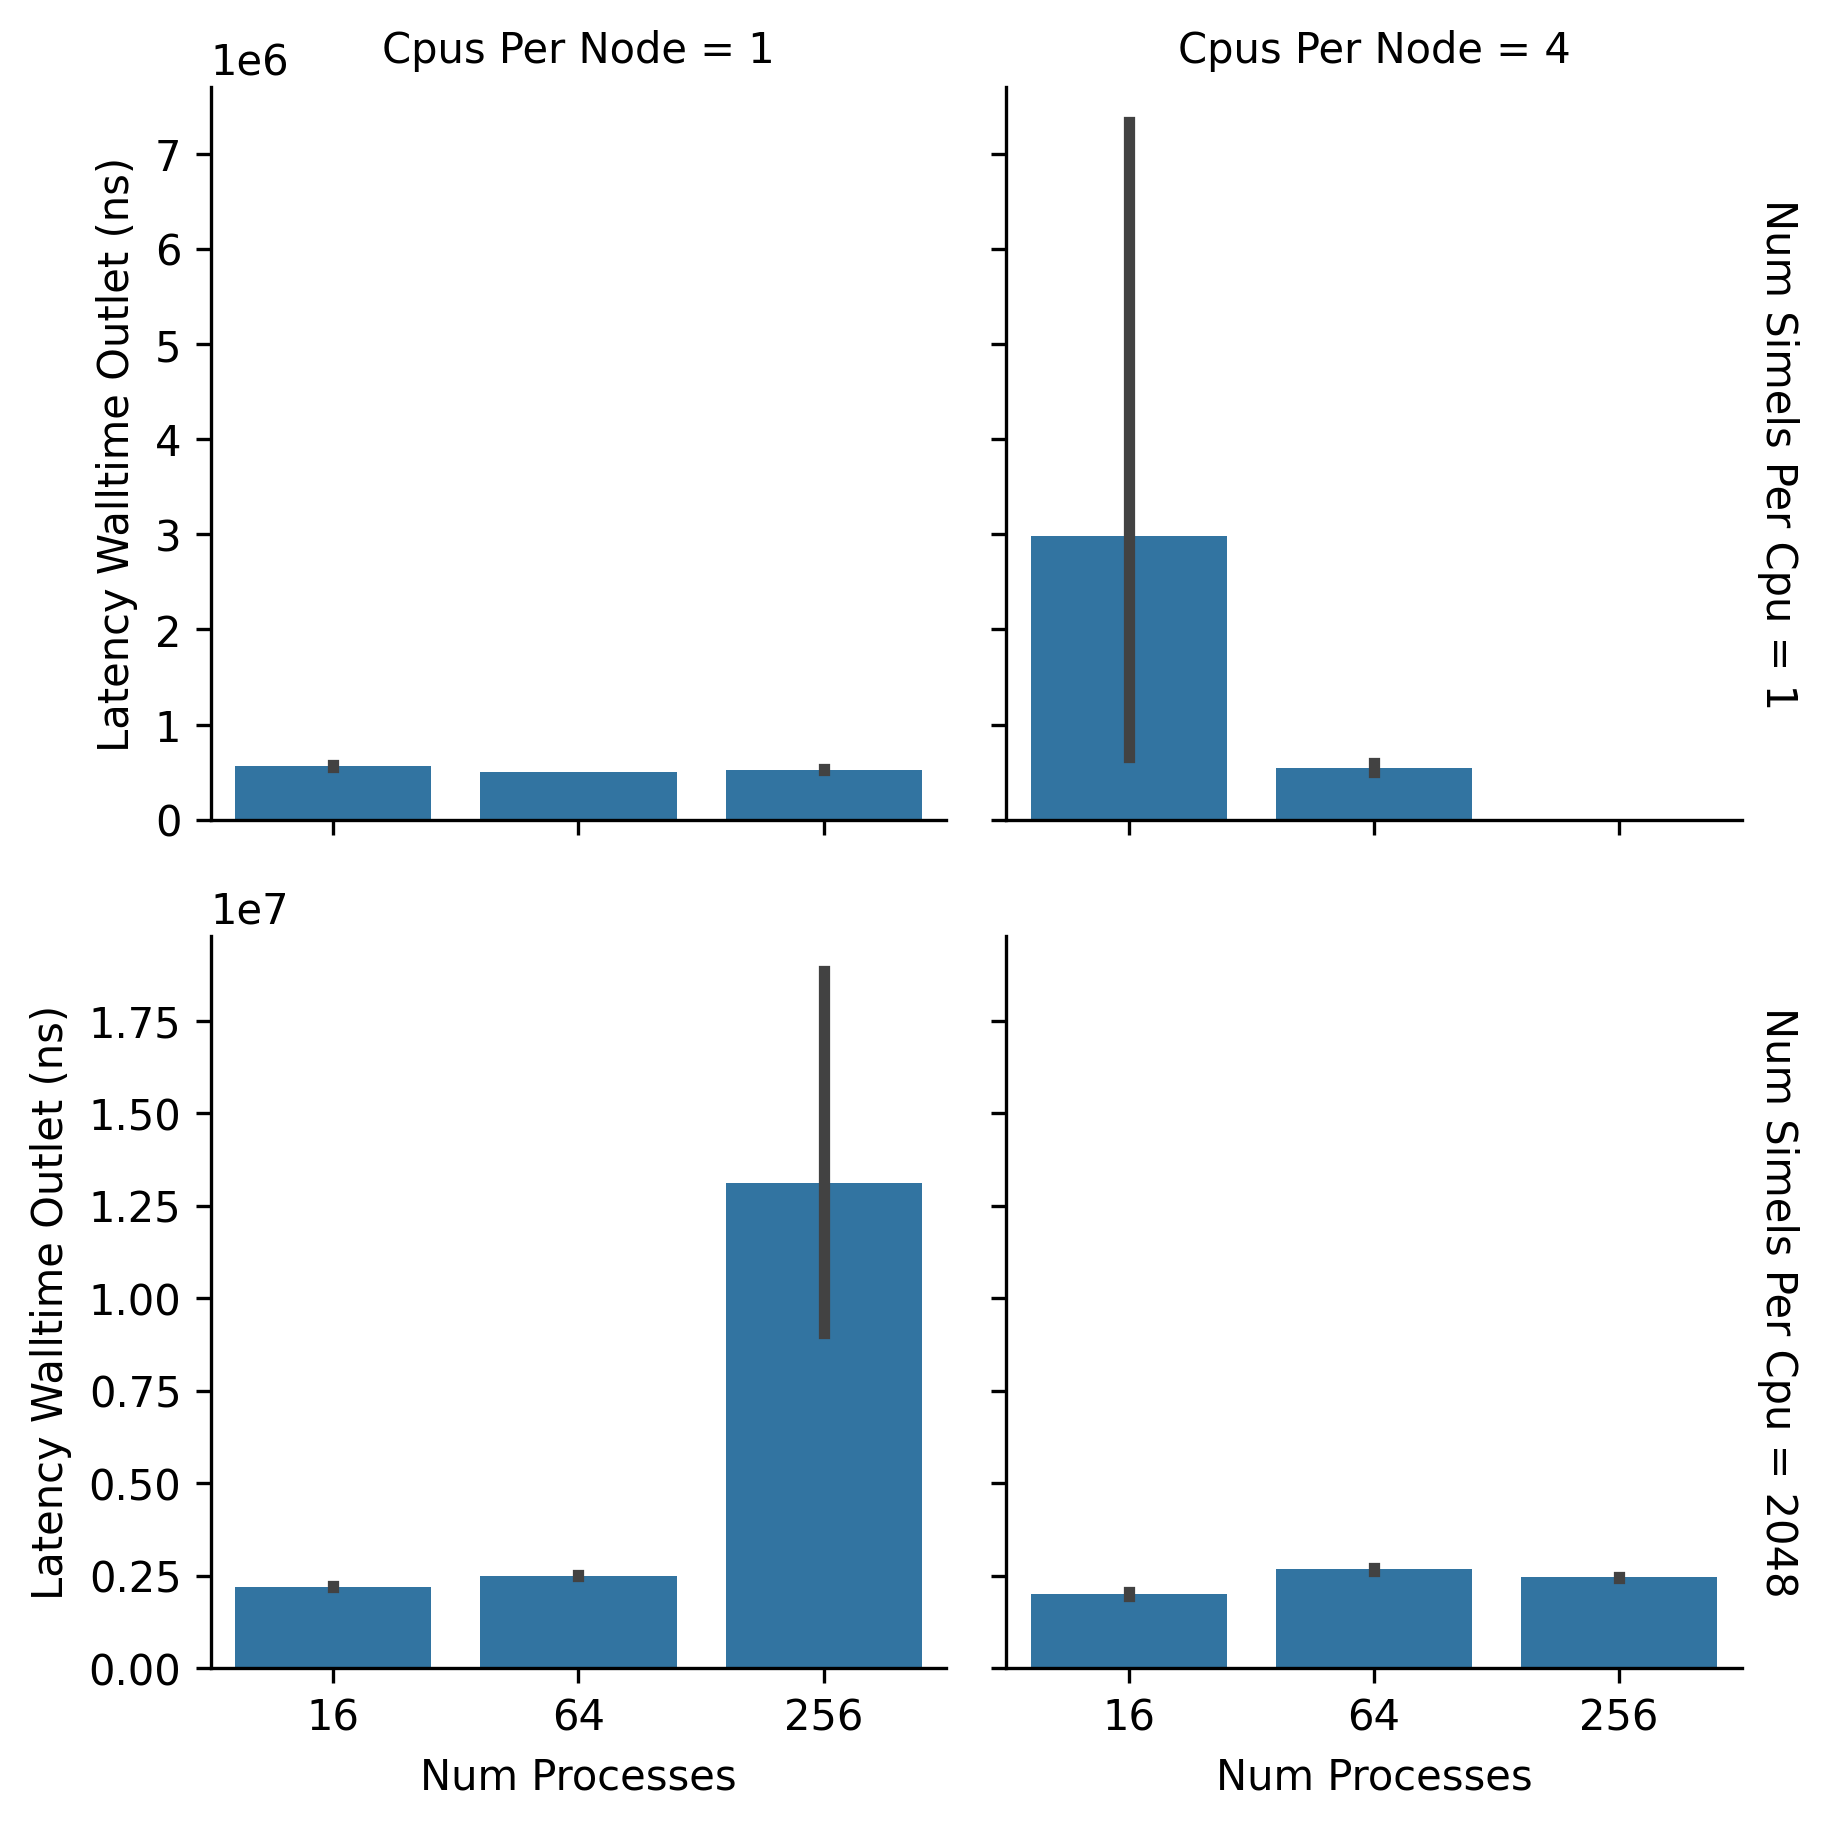 Cpus Per Node = 1
Cpus Per Node = 4
1e6
Latency Walltime Outlet (ns)
7
6
5
4
3
2
1
0
Num Simels Per Cpu = 1
1e7
Latency Walltime Outlet (ns)
1.75
1.50
1.25
1.00
0.75
0.50
0.25
0.00
Num Simels Per Cpu = 2048
16 64 256
16 64 256
Num Processes
Num Processes